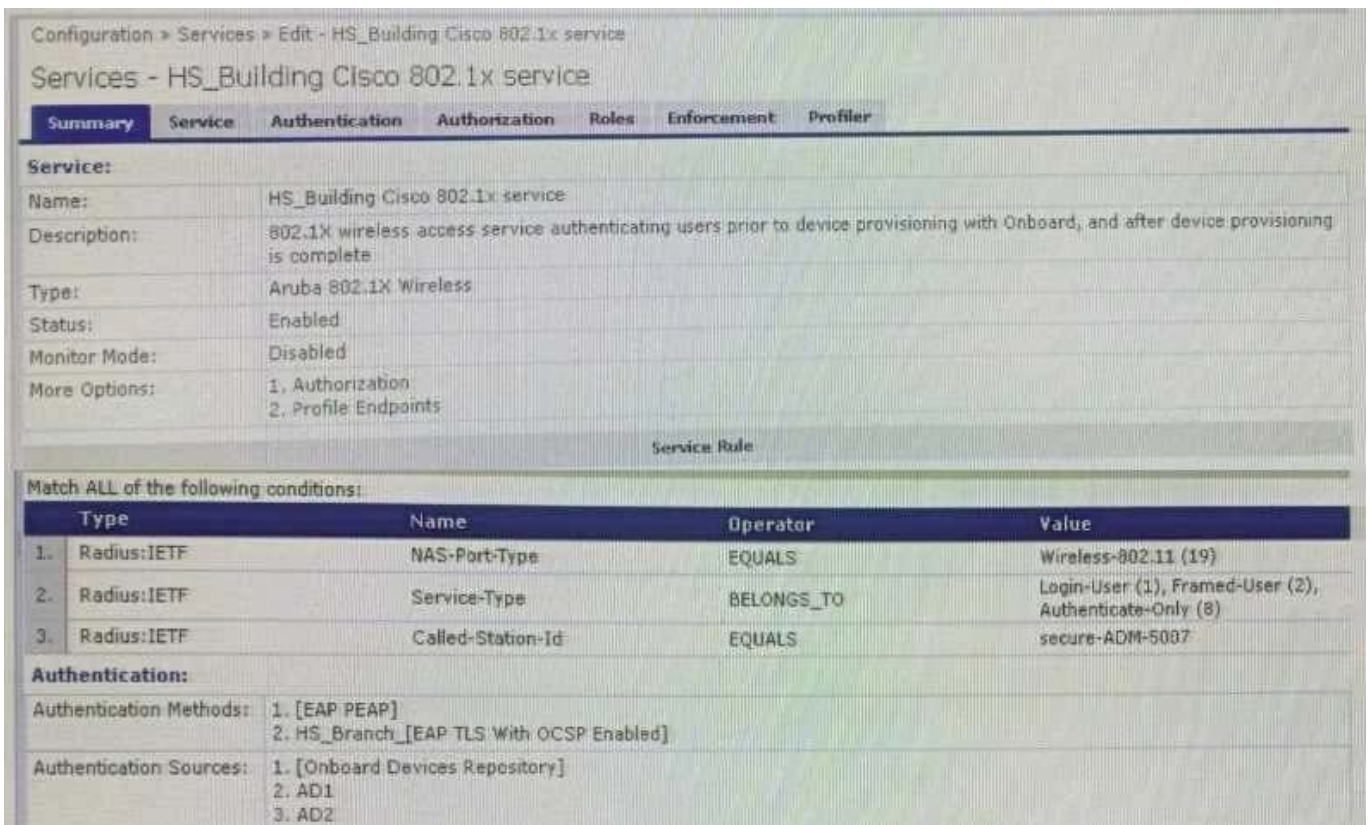 Configuration » Services » Edit - HS_Building Cisco 802.1x service
Services - HS_Building Cisco 802.1x service
Summary Service Authentication Authorization Roles Enforcement Profiler
Service:
Name: HS_Building Cisco 802.1x service
Description: 802.1X wireless access service authenticating users prior to device provisioning with Onboard, and after device provisioning
is complete
Type: Aruba 802.1X Wireless
Status: Enabled
Monitor Mode: Disabled
More Options: 1. Authorization
2. Profile Endpoints
Service Rule
Match ALL of the following conditions:
Type Name Operator Value
1. Radius:IETF NAS-Port-Type EQUALS Wireless-802.11 (19)
2. Radius:IETF Service-Type BELONGS_TO Login-User (1), Framed-User (2),
Authenticate-Only (8)
3. Radius:IETF Called-Station-Id EQUALS secure-ADM-5007
Authentication:
Authentication Methods: 1. [EAP PEAP]
2. HS_Branch_[EAP TLS With OCSP Enabled]
Authentication Sources: 1. [Onboard Devices Repository]
2. AD1
3. AD2